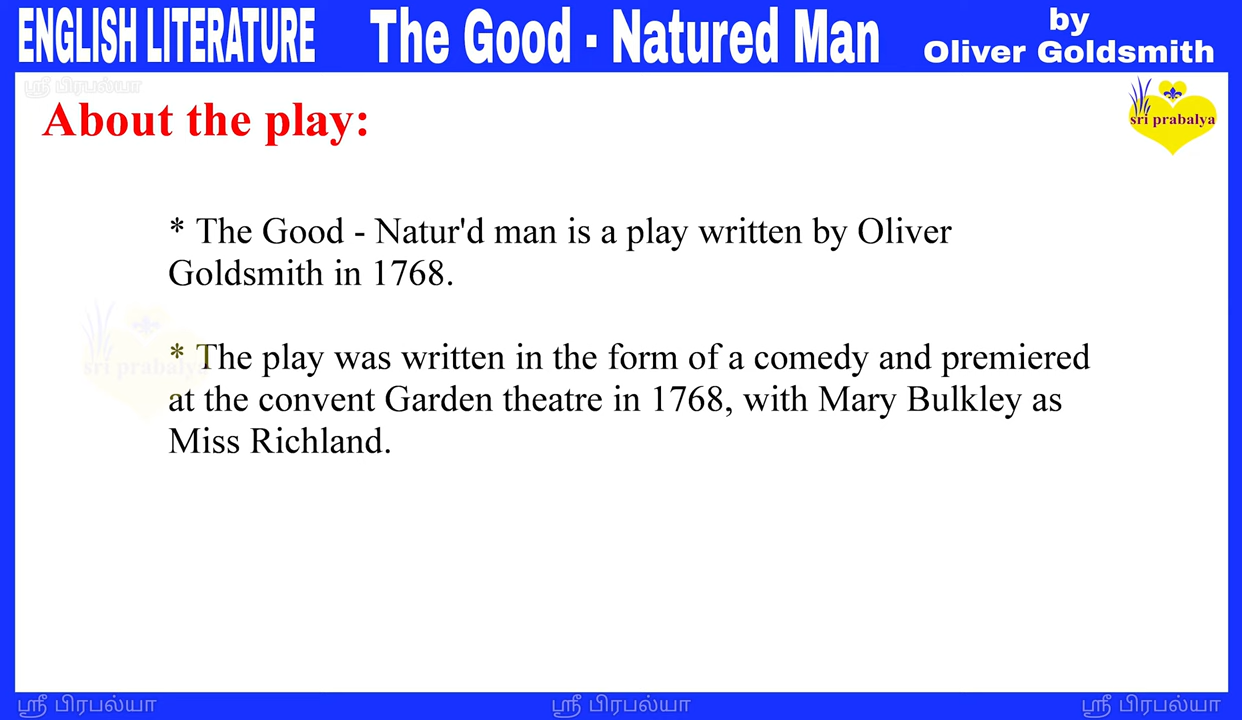 ENGLISH LITERATURE The Good - Natured Man by
Oliver Goldsmith
ஸ்ரீ பிரபல்யா
About the play:
sri prabalya
* The Good - Natur'd man is a play written by Oliver
Goldsmith in 1768.
* The play was written in the form of a comedy and premiered
sri prabalya
at the convent Garden theatre in 1768, with Mary Bulkley as
Miss Richland.
ஸ்ரீ பிரபல்யா ஸ்ரீ பிரபல்யா ஸ்ரீ பிரபல்யா